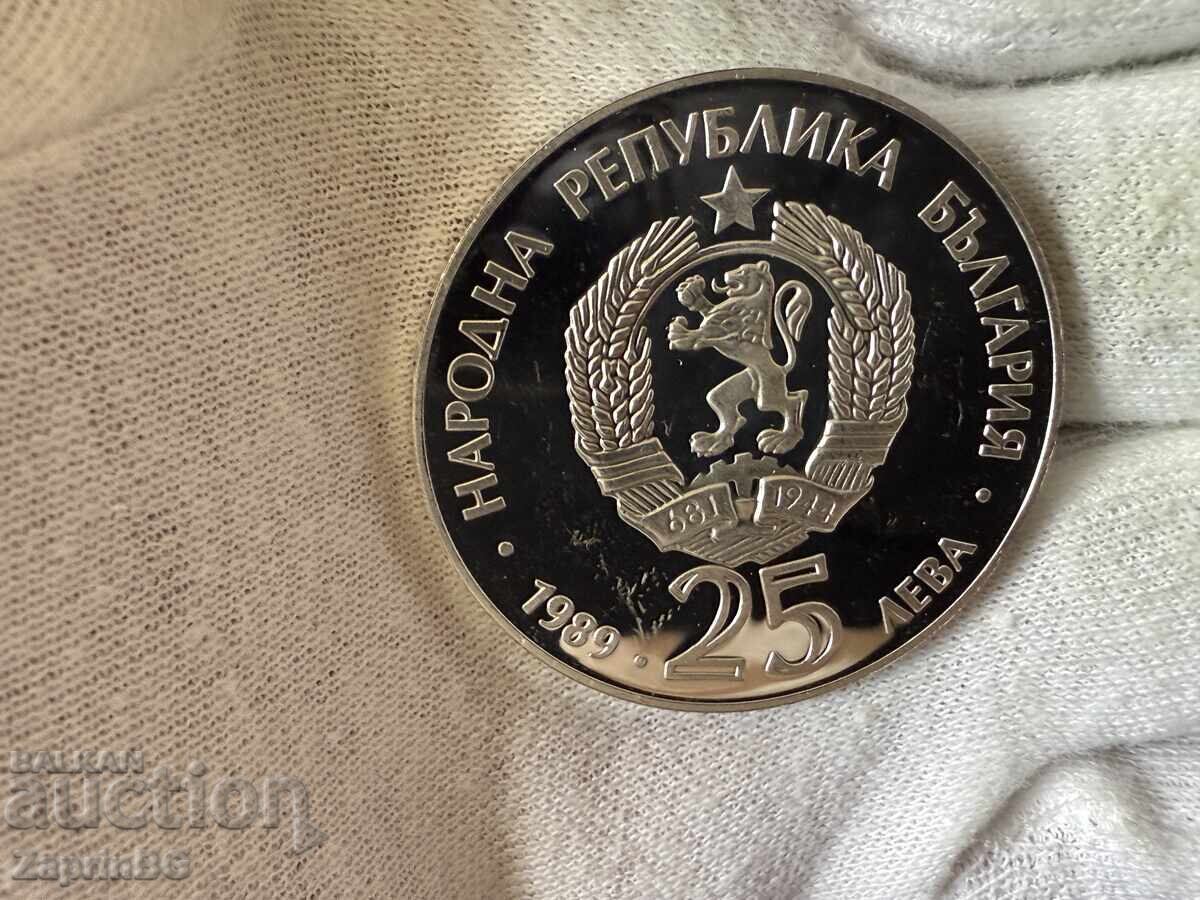 НАРОДНА РЕПУБЛИКА БЪЛГАРИЯ
681 1944
· 1989 · 25 ЛЕВА ·
BALKAN
auction
ZaprinBG